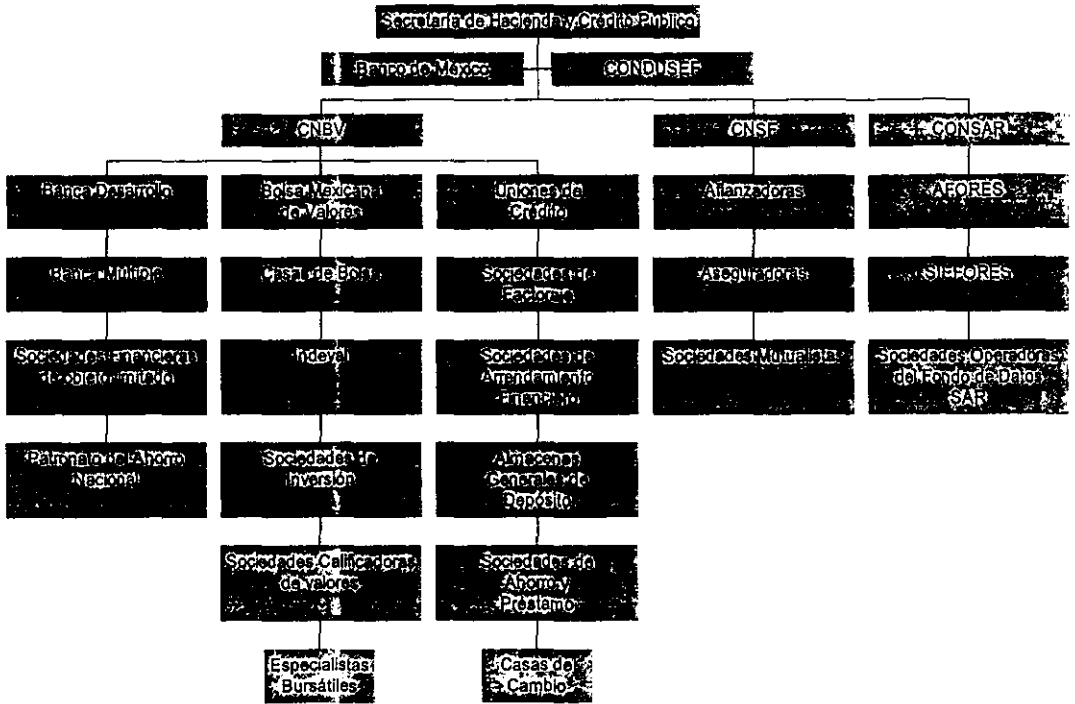 Secretaría de Hacienda y Crédito Publico
Banco de México
CONDUSEF
CNBV
CNSF
CONSAR
Banca Desarrollo
Bolsa Mexicana
de Valores
Uniones de
Crédito
Afianzadoras
AFORES
Banca Múltiple
Casas de Bolsa
Sociedades de
Factoraje
Aseguradoras
SIEFORES
Sociedades Financieras
de objeto limitado
Indeval
Sociedades de
Arrendamiento
Financiero
Sociedades Mutualistas
Sociedades Operadoras
del Fondo de Datos
SAR
Patronato del Ahorro
Nacional
Sociedades de
Inversión
Almacenes
Generales de
Depósito
Sociedades Calificadoras
de valores
Sociedades de
Ahorro y
Préstamo
Especialistas
Bursátiles
Casas de
Cambio